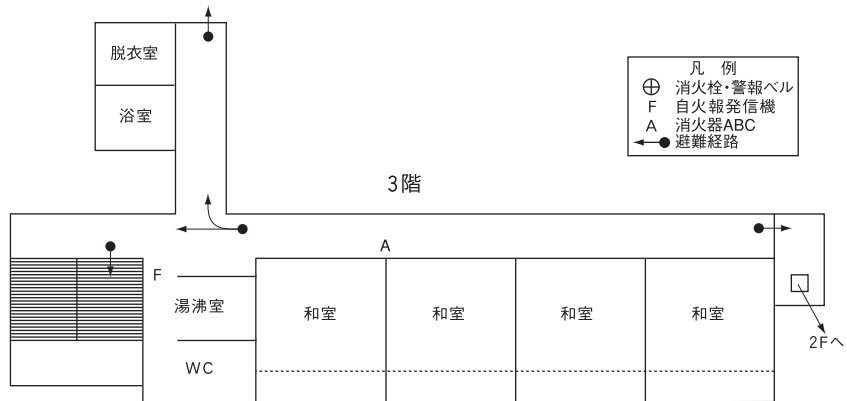 脱衣室
浴室
凡 例
消火栓・警報ベル
F 自火報発信機
A 消火器ABC
避難経路
3階
A
F
湯沸室
和室
和室
和室
和室
WC
2Fへ